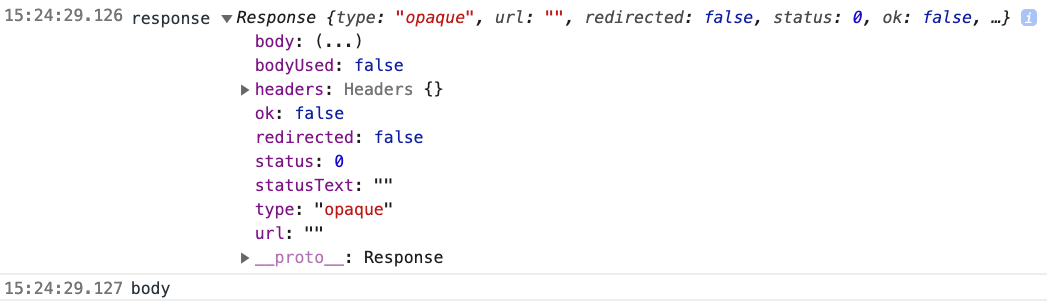 15:24:29.126 response ▼Response {type: "opaque", url: "", redirected: false, status: 0, ok: false, …} i
body: (...)
bodyUsed: false
▶headers: Headers {}
ok: false
redirected: false
status: 0
statusText: ""
type: "opaque"
url: ""
▶__proto__: Response
15:24:29.127 body